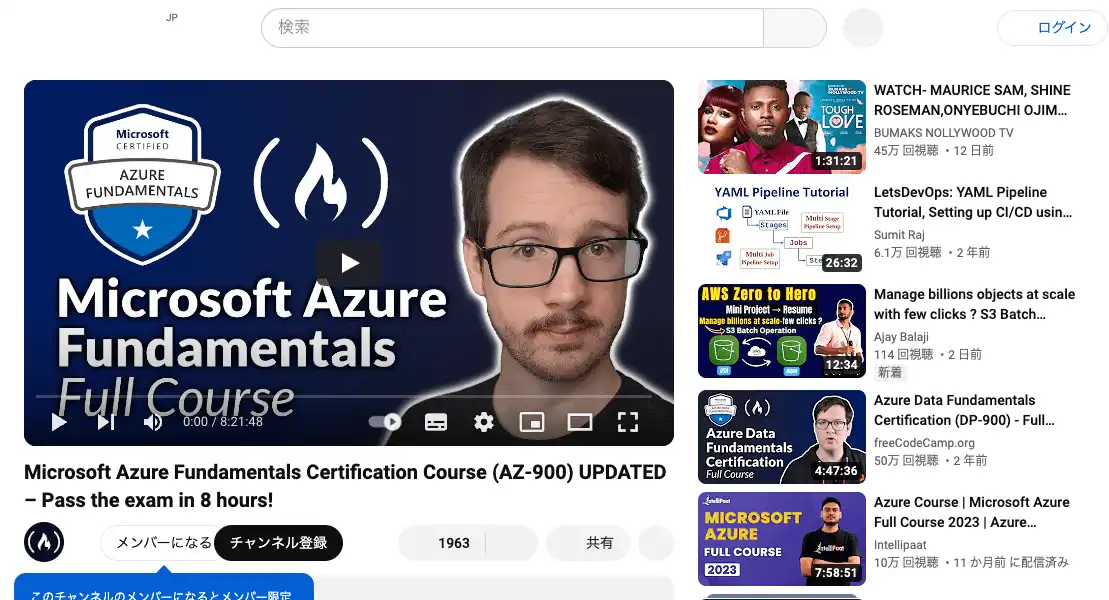 JP
検索
ログイン
Microsoft
CERTIFIED
AZURE
FUNDAMENTALS
Microsoft Azure
Fundamentals
Full Course
0:00 / 8:21:48
Microsoft Azure Fundamentals Certification Course (AZ-900) UPDATED
– Pass the exam in 8 hours!
メンバーになる
チャンネル登録
1963
共有
このチャンネルのメンバーになるとメンバー限定
TOUGH
LOVE
1:31:21
WATCH- MAURICE SAM, SHINE
ROSEMAN,ONYEBUCHI OJIM...
BUMAKS NOLLYWOOD TV
45万 回視聴 ・12 日前
YAML Pipeline Tutorial
YAML File
Stages
Multi Stage
Pipeline Setup
Jobs
Multi Job
Pipeline Setup
Ste
26:32
LetsDevOps: YAML Pipeline
Tutorial, Setting up CI/CD usin...
Sumit Raj
6.1万 回視聴 ・2 年前
AWS Zero to Hero
Mini Project → Resume
Manage billions at scale-few clicks ?
S3 Batch Operation
12:34
Manage billions objects at scale
with few clicks ? S3 Batch...
Ajay Balaji
114 回視聴 ・2 日前
新着
Azure Data
Fundamentals
Certification
Full Course
4:47:36
Azure Data Fundamentals
Certification (DP-900) - Full...
freeCodeCamp.org
50万 回視聴 ・2 年前
IntelliPaat
MICROSOFT
AZURE
FULL COURSE
2023
7:58:51
Azure Course | Microsoft Azure
Full Course 2023 | Azure...
Intellipaat
10万 回視聴 ・11 か月前 に配信済み